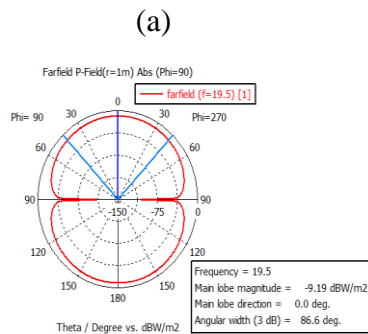 (a)
Farfield P-Field(r=1m) Abs (Phi=90)
farfield (f=19.5) [1]
0
Phi= 90 30 30 Phi=270
60 60
90 -150 -75 0 90
120 120
150 150
180
Theta / Degree vs. dBW/m2
Frequency = 19.5
Main lobe magnitude = -9.19 dBW/m2
Main lobe direction = 0.0 deg.
Angular width (3 dB) = 86.6 deg.